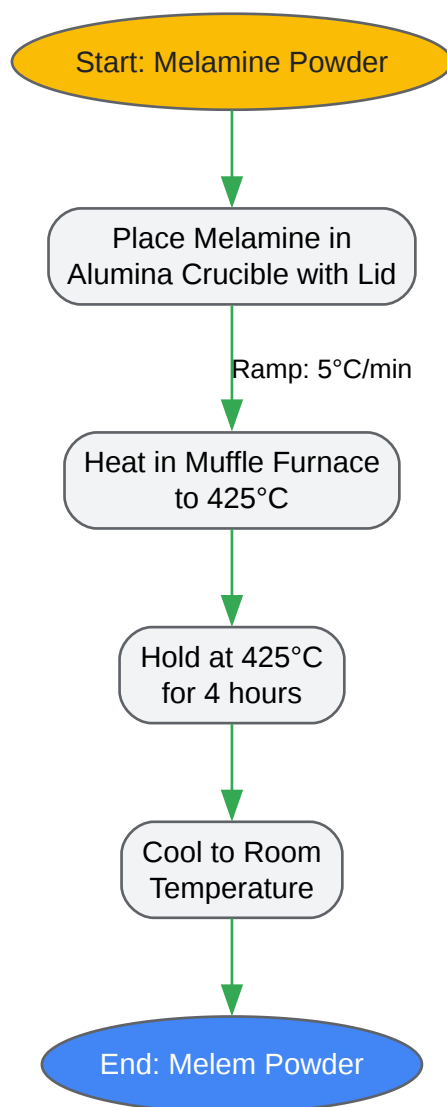 Start: Melamine Powder
Place Melamine in
Alumina Crucible with Lid
Ramp: 5°C/min
Heat in Muffle Furnace
to 425°C
Hold at 425°C
for 4 hours
Cool to Room
Temperature
End: Melem Powder